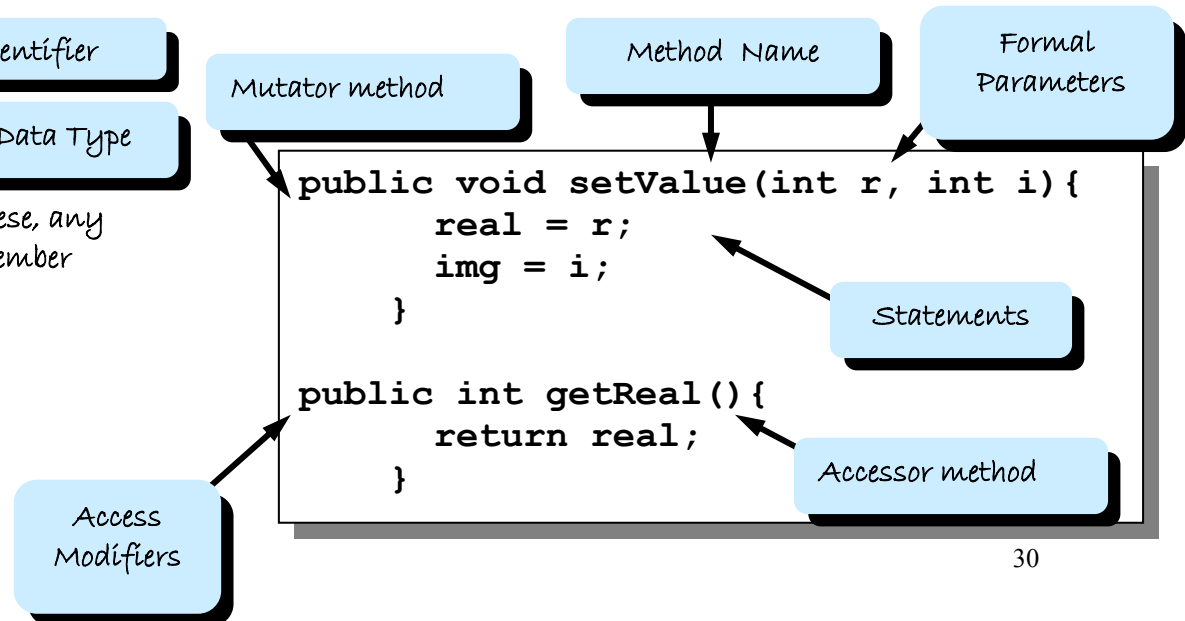 entifier
Data Type
ese, any
ember
Mutator method
Method Name
Formal
Parameters
public void setValue(int r, int i){
real = r;
img = i;
}
Statements
public int getReal(){
return real;
}
Accessor method
Access
Modifiers
30